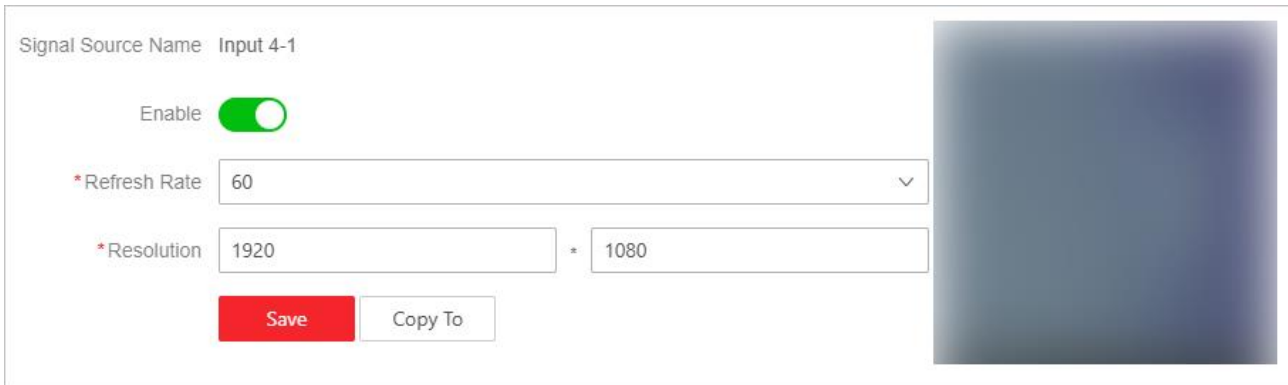 Signal Source Name Input 4-1
Enable
*Refresh Rate 60
*Resolution 1920 * 1080
Save Copy To